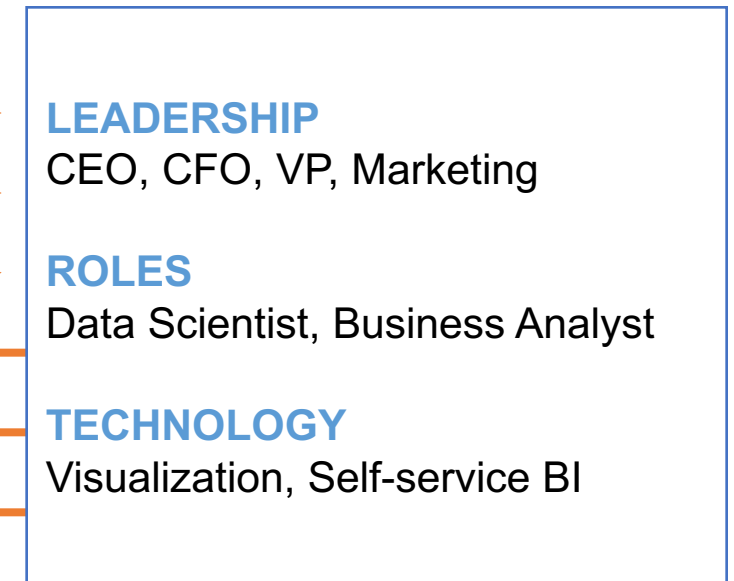 LEADERSHIP
CEO, CFO, VP, Marketing
ROLES
Data Scientist, Business Analyst
TECHNOLOGY
Visualization, Self-service BI